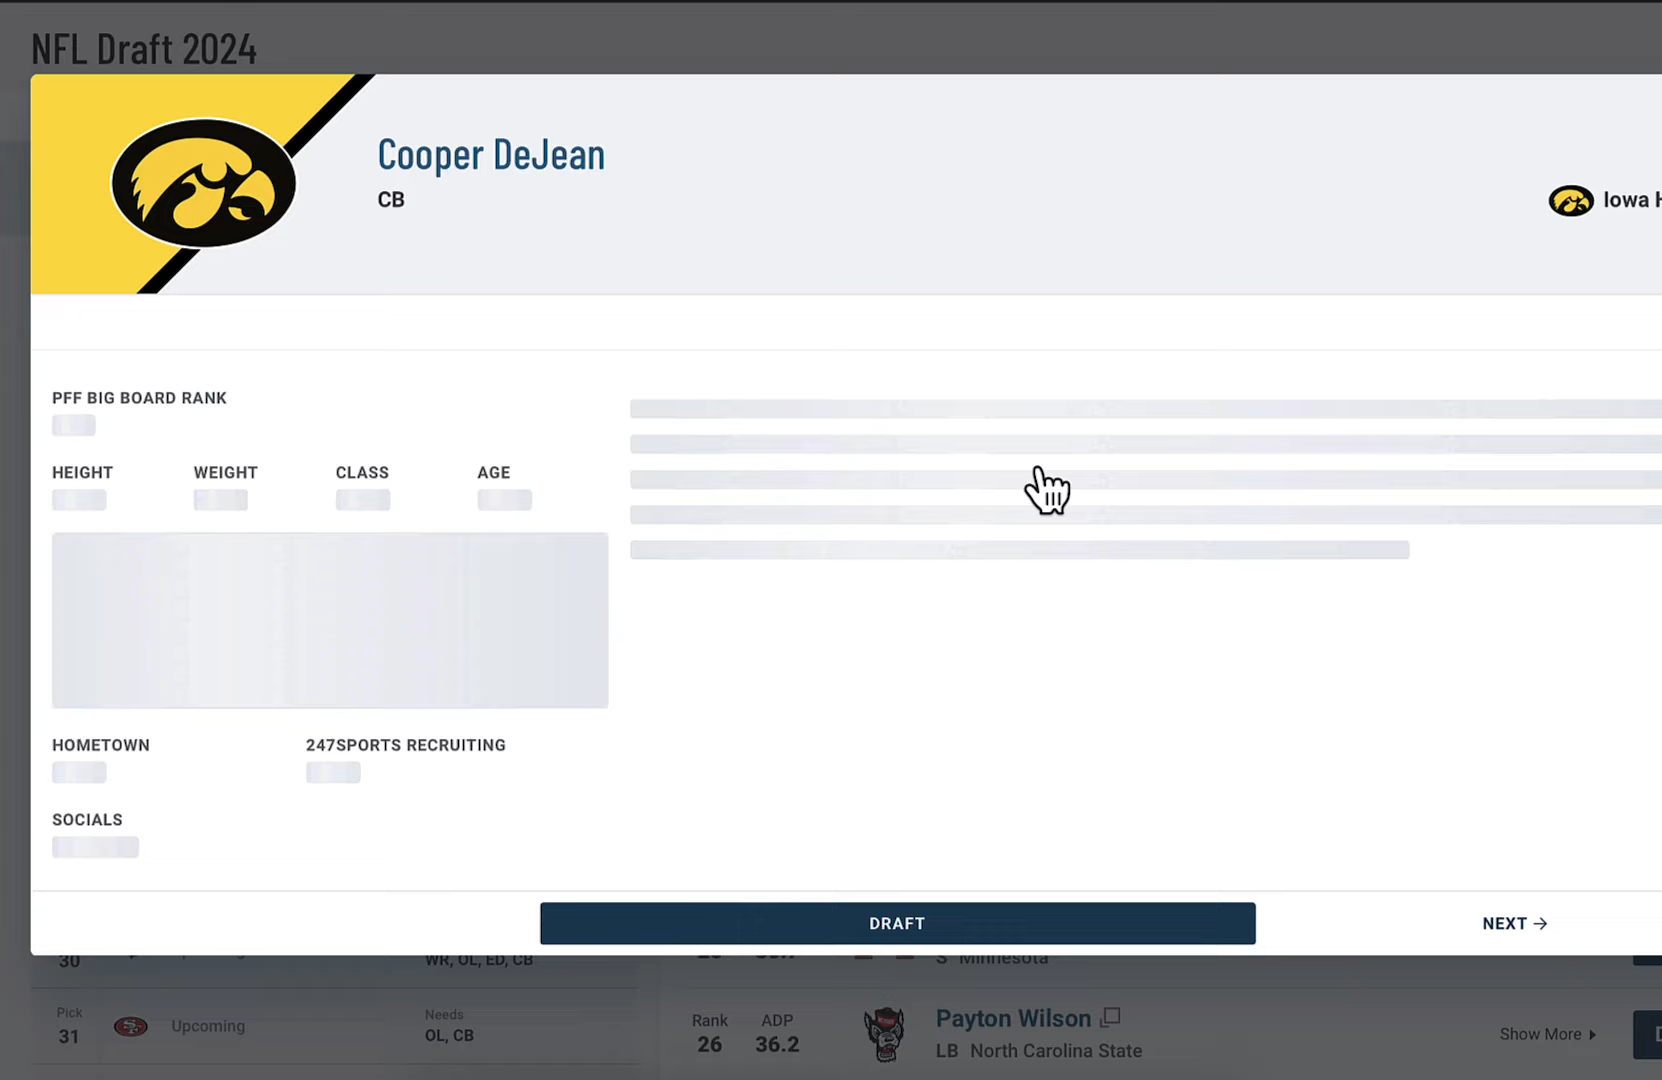 NFL Draft 2024
Cooper DeJean
CB
Iowa
PFF BIG BOARD RANK
HEIGHT WEIGHT CLASS AGE
HOMETOWN 247SPORTS RECRUITING
SOCIALS
DRAFT
NEXT →
30
WR, OL, ED, CB
S Minnesota
Pick
31
Upcoming
Needs
OL, CB
Rank
26
ADP
36.2
Payton Wilson
LB North Carolina State
Show More